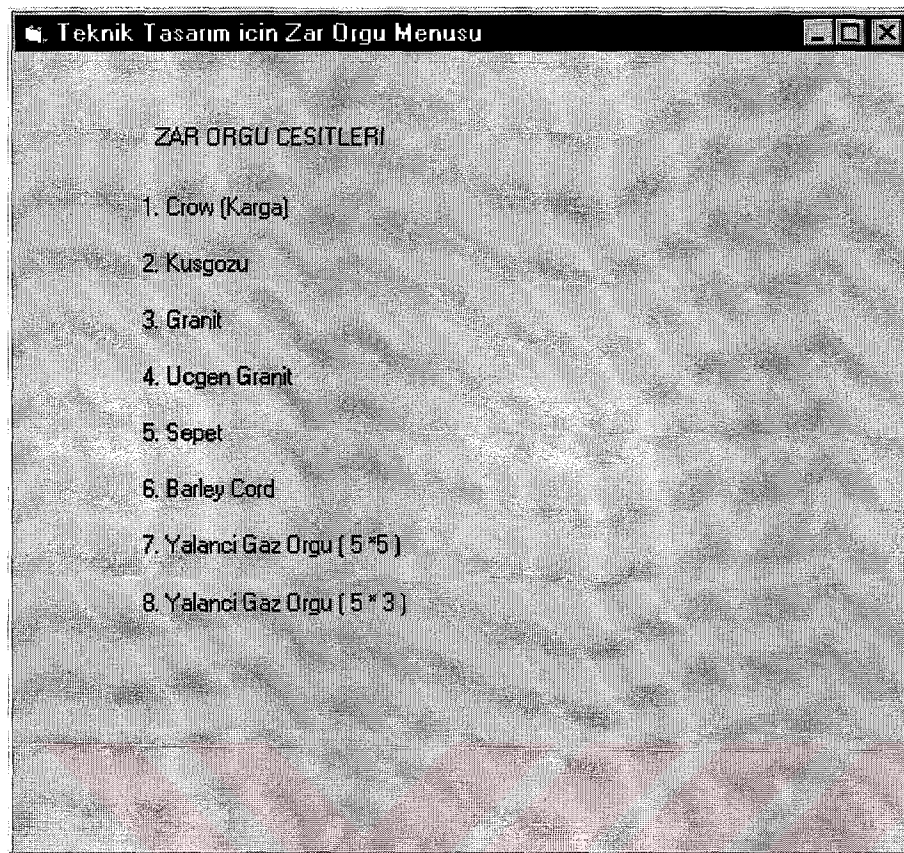 Teknik Tasarım icin Zar Orgu Menusu
ZAR ORGU CESITLERI
1. Crow (Karga)
2. Kusgozu
3. Granit
4. Ucgen Granit
5. Sepet
6. Barley Cord
7. Yalanci Gaz Orgu ( 5 *5 )
8. Yalanci Gaz Orgu ( 5 * 3 )